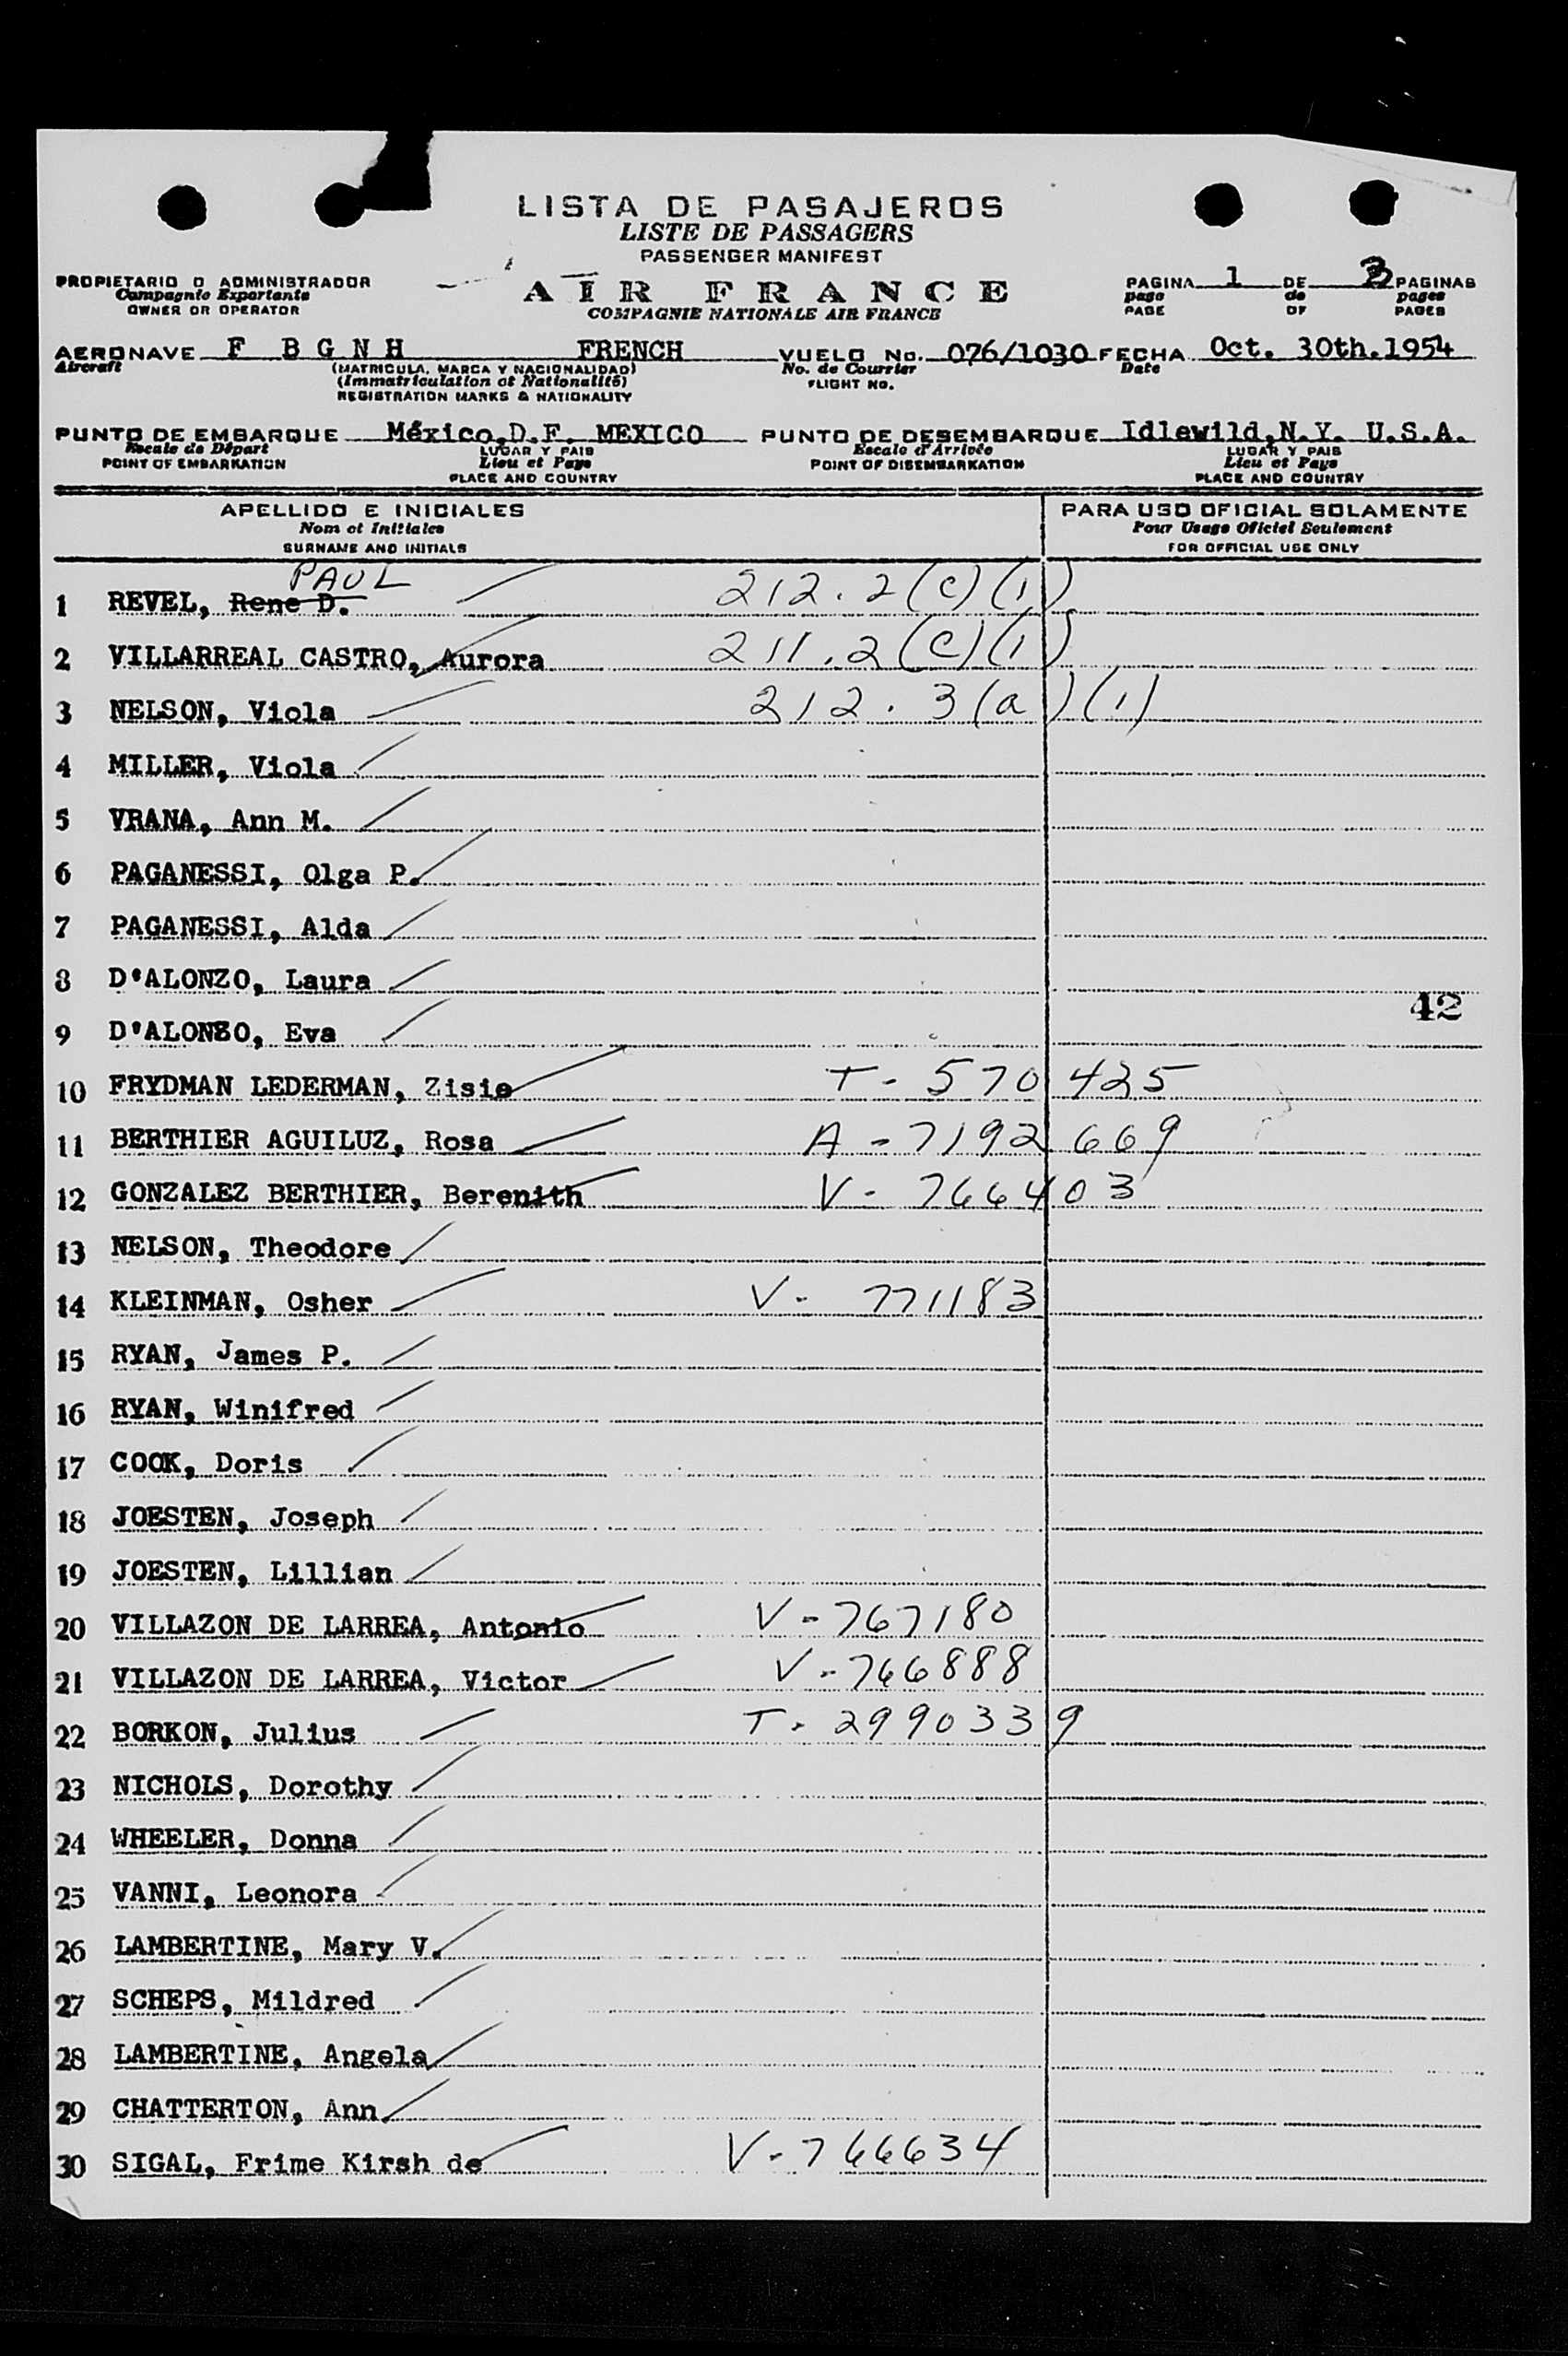 LISTA DE PASAJEROS
LISTE DE PASSAGERS
PASSENGER MANIFEST
PROPIETARIO O ADMINISTRADOR
Compagnie Exportante
OWNER OR OPERATOR
AIR FRANCE
COMPAGNIE NATIONALE AIR FRANCE
PAGINA 1 DE 3 PAGINAS
page de pages
PAGE OF PAGES
AERONAVE F B G N H FRENCH VUELO No. 076/1030 FECHA Oct. 30th.1954
Aircraft (MATRICULA, MARCA Y NACIONALIDAD) No. de Courrier Date
(Immatriculation et Nationalité) FLIGHT NO.
REGISTRATION MARKS & NATIONALITY
PUNTO DE EMBARQUE México,D.F. MEXICO PUNTO DE DESEMBARQUE Idlewild,N.Y. U.S.A.
Escale de Départ LUGAR Y PAIS Escale d'Arrivée LUGAR Y PAIS
POINT OF EMBARKATION Lieu et Pays POINT OF DISEMBARKATION Lieu et Pays
PLACE AND COUNTRY PLACE AND COUNTRY
APELLIDO E INICIALES PARA USO OFICIAL SOLAMENTE
Nom et Initiales Pour Usage Oficiel Seulement
SURNAME AND INITIALS FOR OFFICIAL USE ONLY
PAUL
1 REVEL, Rene D. 212.2(c)(1)
2 VILLARREAL CASTRO, Aurora 211.2(c)(1)
3 NELSON, Viola 212.3(a)(1)
4 MILLER, Viola
5 VRANA, Ann M.
6 PAGANESSI, Olga P.
7 PAGANESSI, Alda
8 D'ALONZO, Laura
42
9 D'ALONZO, Eva
10 FRYDMAN LEDERMAN, Zisie T-570425
11 BERTHIER AGUILUZ, Rosa A-7192669
12 GONZALEZ BERTHIER, Berenith V-766403
13 NELSON, Theodore
14 KLEINMAN, Osher V-771183
15 RYAN, James P.
16 RYAN, Winifred
17 COOK, Doris
18 JOESTEN, Joseph
19 JOESTEN, Lillian
20 VILLAZON DE LARREA, Antonio V-767180
21 VILLAZON DE LARREA, Victor V-766888
22 BORKON, Julius T-2990339
23 NICHOLS, Dorothy
24 WHEELER, Donna
25 VANNI, Leonora
26 LAMBERTINE, Mary V.
27 SCHEPS, Mildred
28 LAMBERTINE, Angela
29 CHATTERTON, Ann
30 SIGAL, Frime Kirsh de V-766634